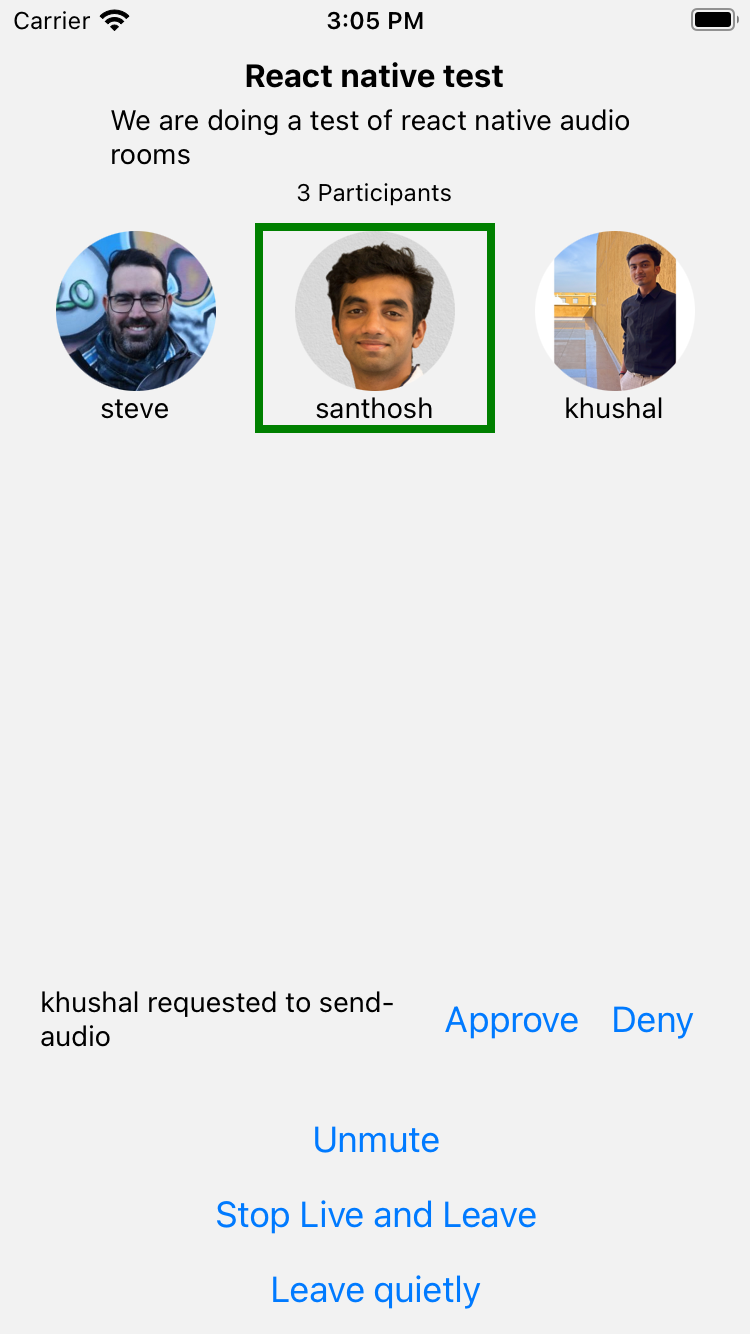 Carrier 3:05 PM
React native test
We are doing a test of react native audio
rooms
3 Participants
steve santhosh khushal
khushal requested to send-
audio
Approve Deny
Unmute
Stop Live and Leave
Leave quietly